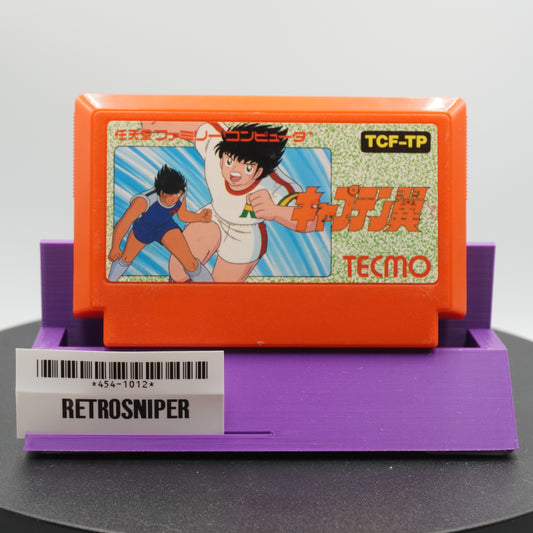 任天堂 ファミリーコンピュータ
TCF-TP
キャプテン翼
TECMO
*454-1012*
RETROSNIPER